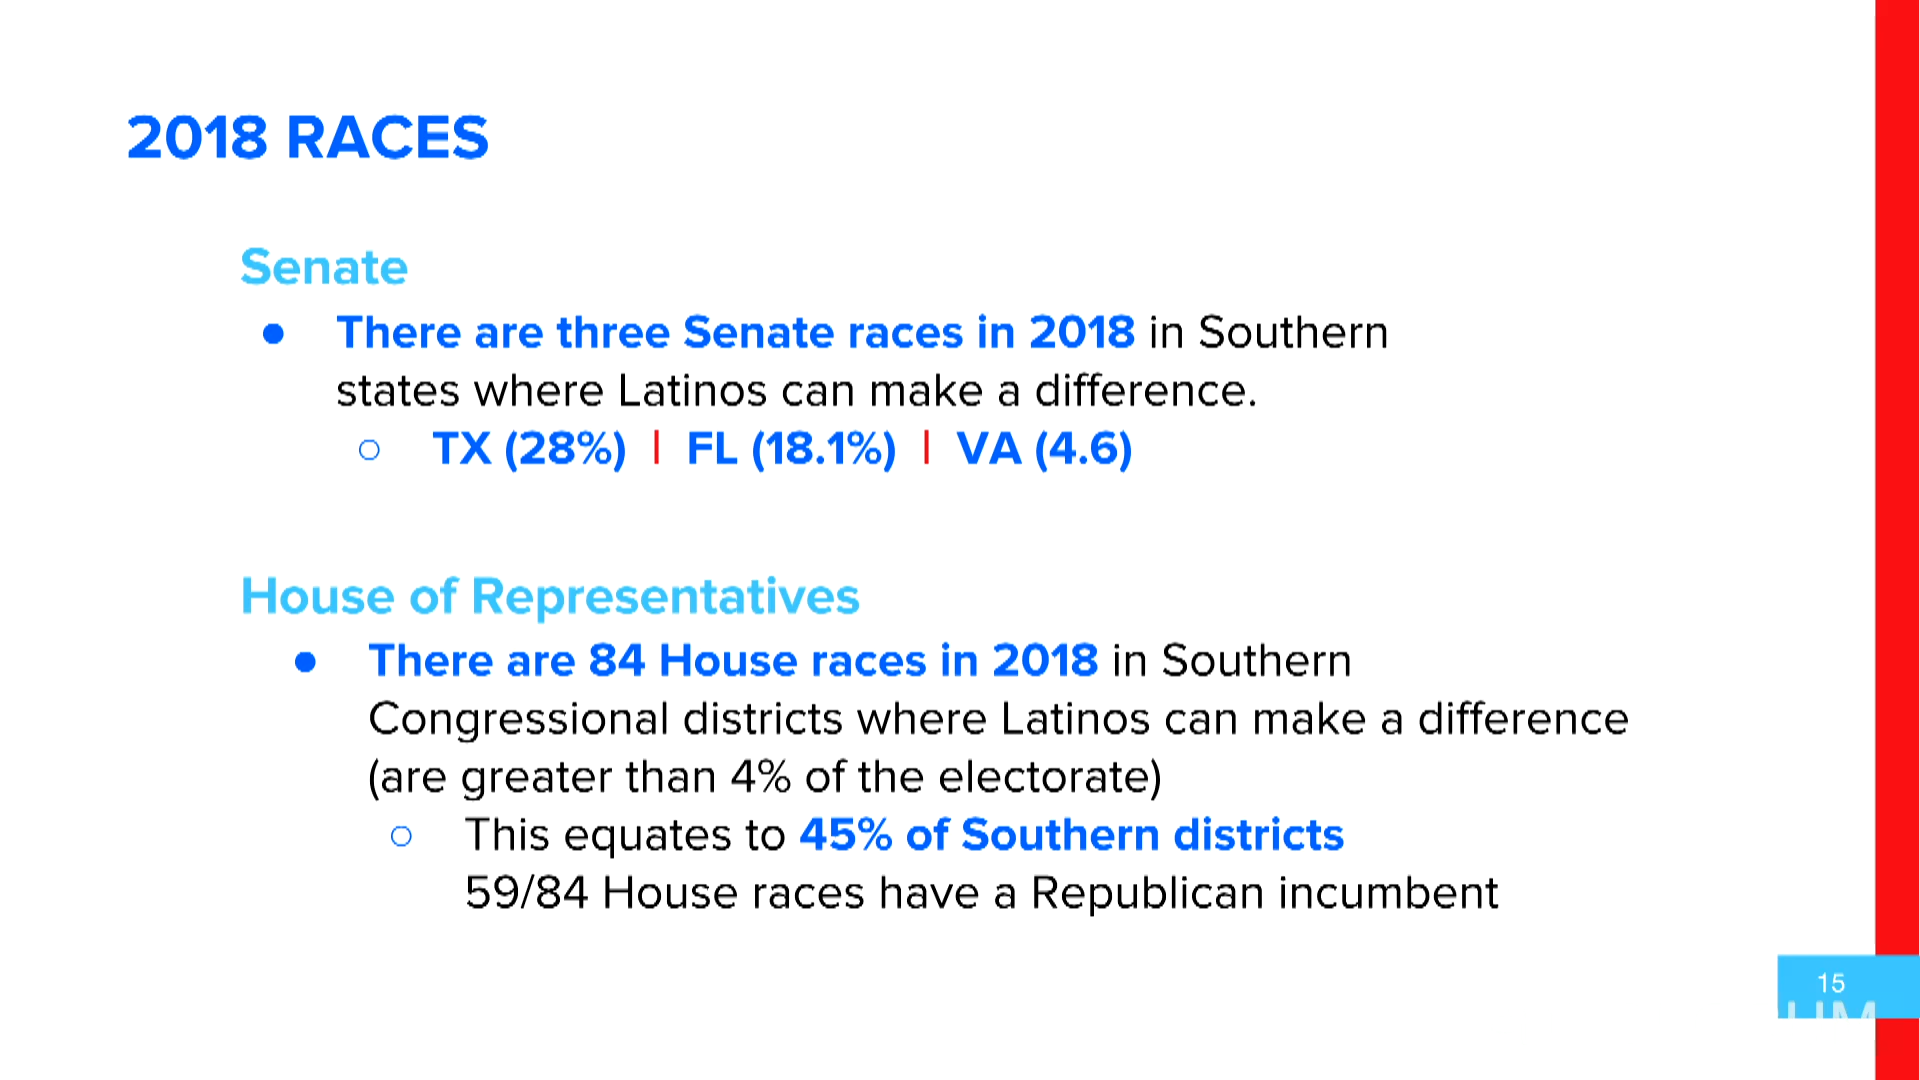 2018 RACES
Senate
● There are three Senate races in 2018 in Southern
states where Latinos can make a difference.
○ TX (28%) | FL (18.1%) | VA (4.6)
House of Representatives
● There are 84 House races in 2018 in Southern
Congressional districts where Latinos can make a difference
(are greater than 4% of the electorate)
○ This equates to 45% of Southern districts
59/84 House races have a Republican incumbent
15